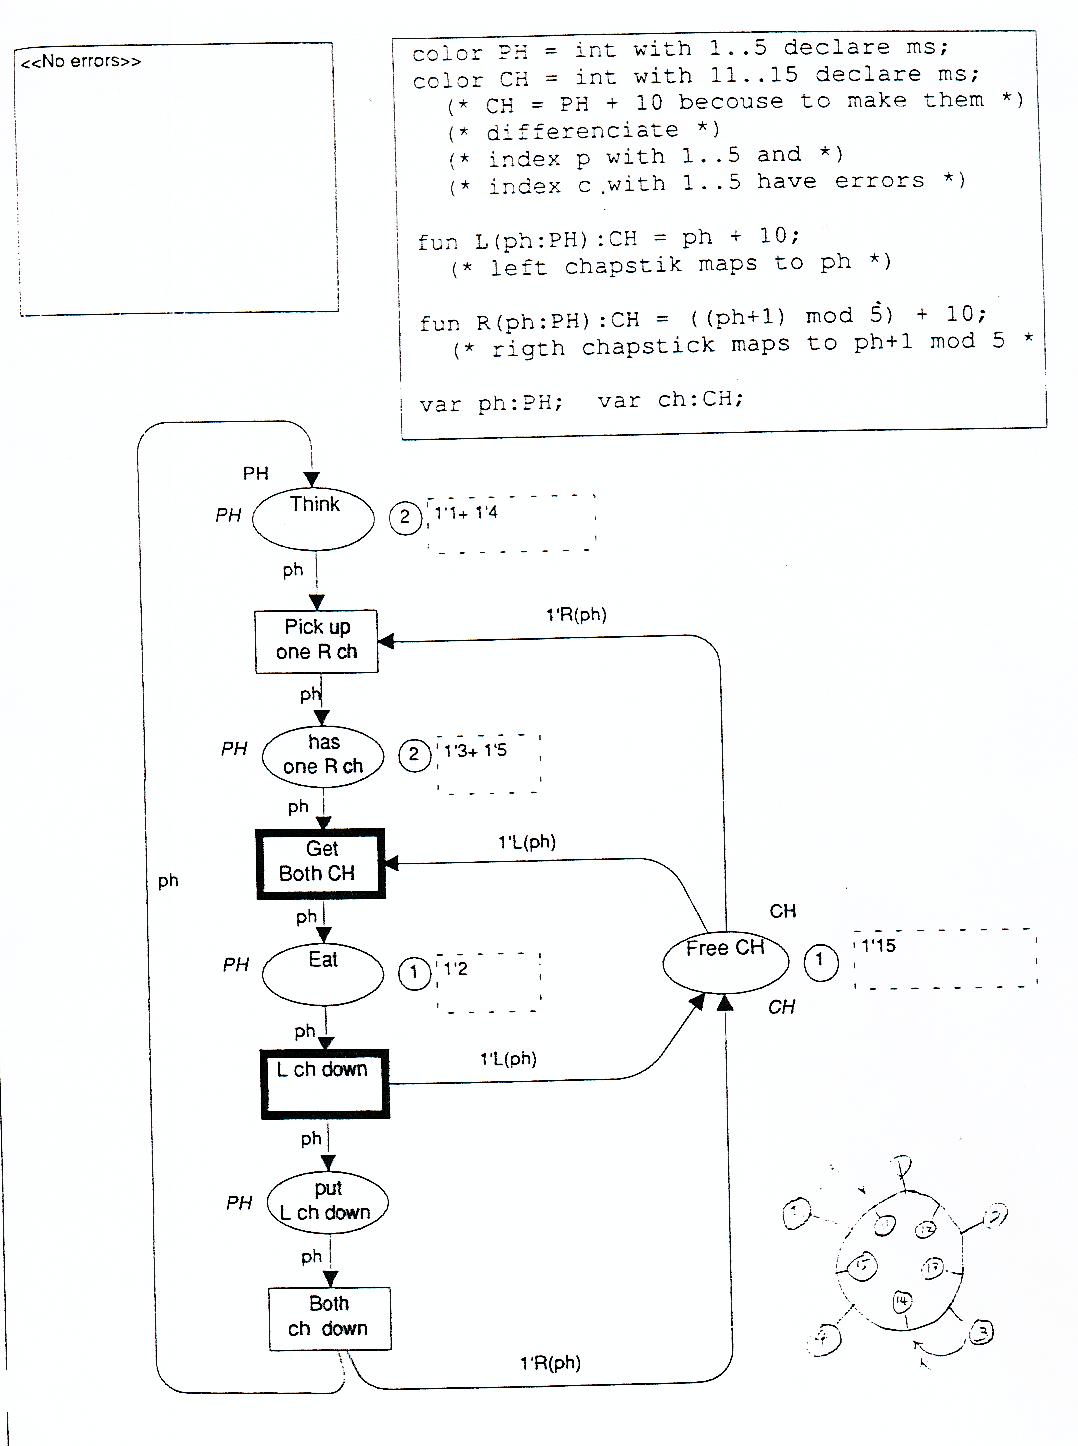 <<No errors>>
color PH = int with 1..5 declare ms;
color CH = int with 11..15 declare ms;
(* CH = PH + 10 becouse to make them *)
(* differenciate *)
(* index p with 1..5 and *)
(* index c with 1..5 have errors *)
fun L(ph:PH):CH = ph + 10;
(* left chapstik maps to ph *)
fun R(ph:PH):CH = ((ph+1) mod 5) + 10;
(* rigth chapstick maps to ph+1 mod 5 *
var ph:PH; var ch:CH;
PH
Think
PH
2
1'1+ 1'4
ph
Pick up
one R ch
1'R(ph)
ph
has
one R ch
PH
2
1'3+ 1'5
ph
Get
Both CH
1'L(ph)
ph
ph
CH
Free CH
1
1'15
CH
Eat
PH
1
1'2
ph
L ch down
1'L(ph)
ph
put
L ch down
PH
ph
Both
ch down
1'R(ph)
11
12
15
13
14
3